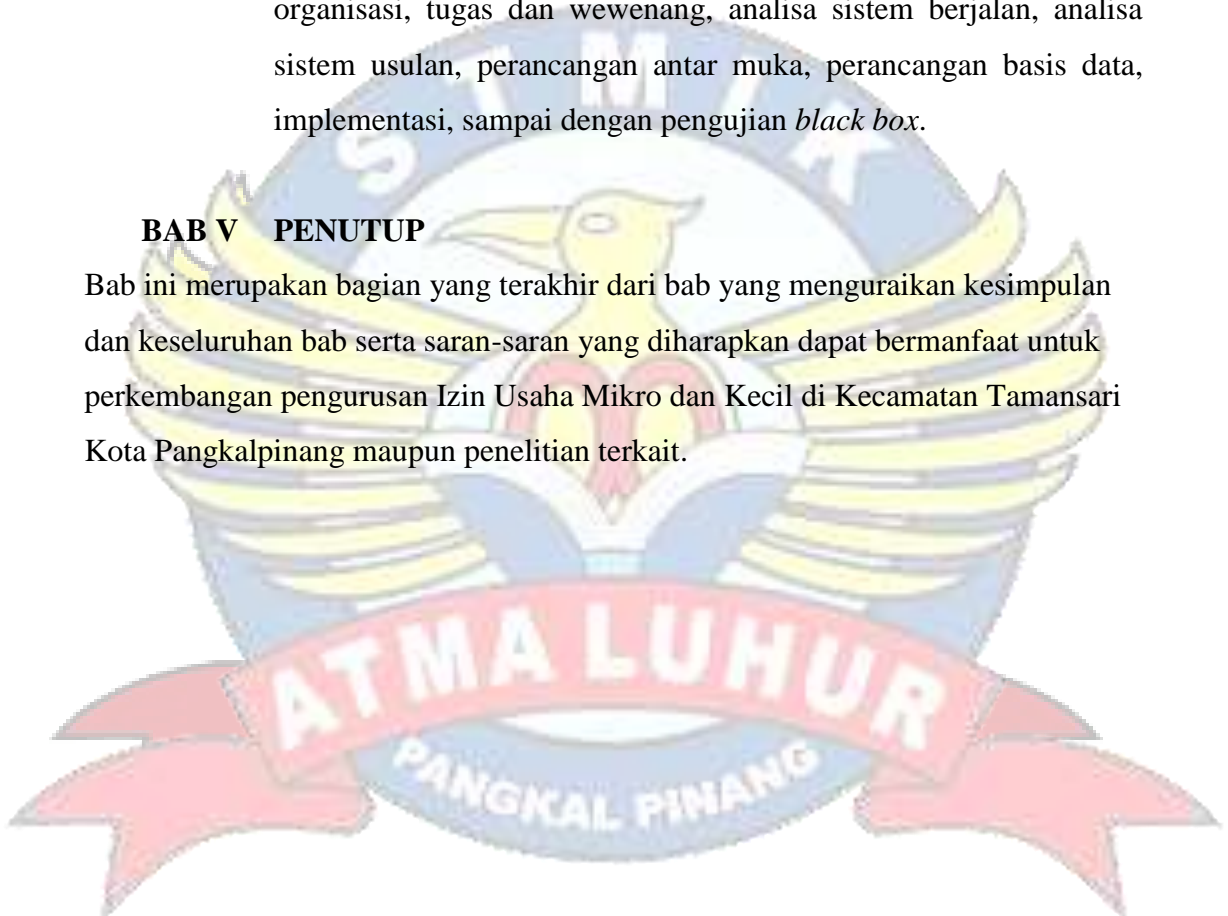 organisasi, tugas dan wewenang, analisa sistem berjalan, analisa
sistem usulan, perancangan antar muka, perancangan basis data,
implementasi, sampai dengan pengujian black box.
BAB V PENUTUP
Bab ini merupakan bagian yang terakhir dari bab yang menguraikan kesimpulan
dan keseluruhan bab serta saran-saran yang diharapkan dapat bermanfaat untuk
perkembangan pengurusan Izin Usaha Mikro dan Kecil di Kecamatan Tamansari
Kota Pangkalpinang maupun penelitian terkait.
STMIK
ATMA LUHUR
PANGKAL PINANG